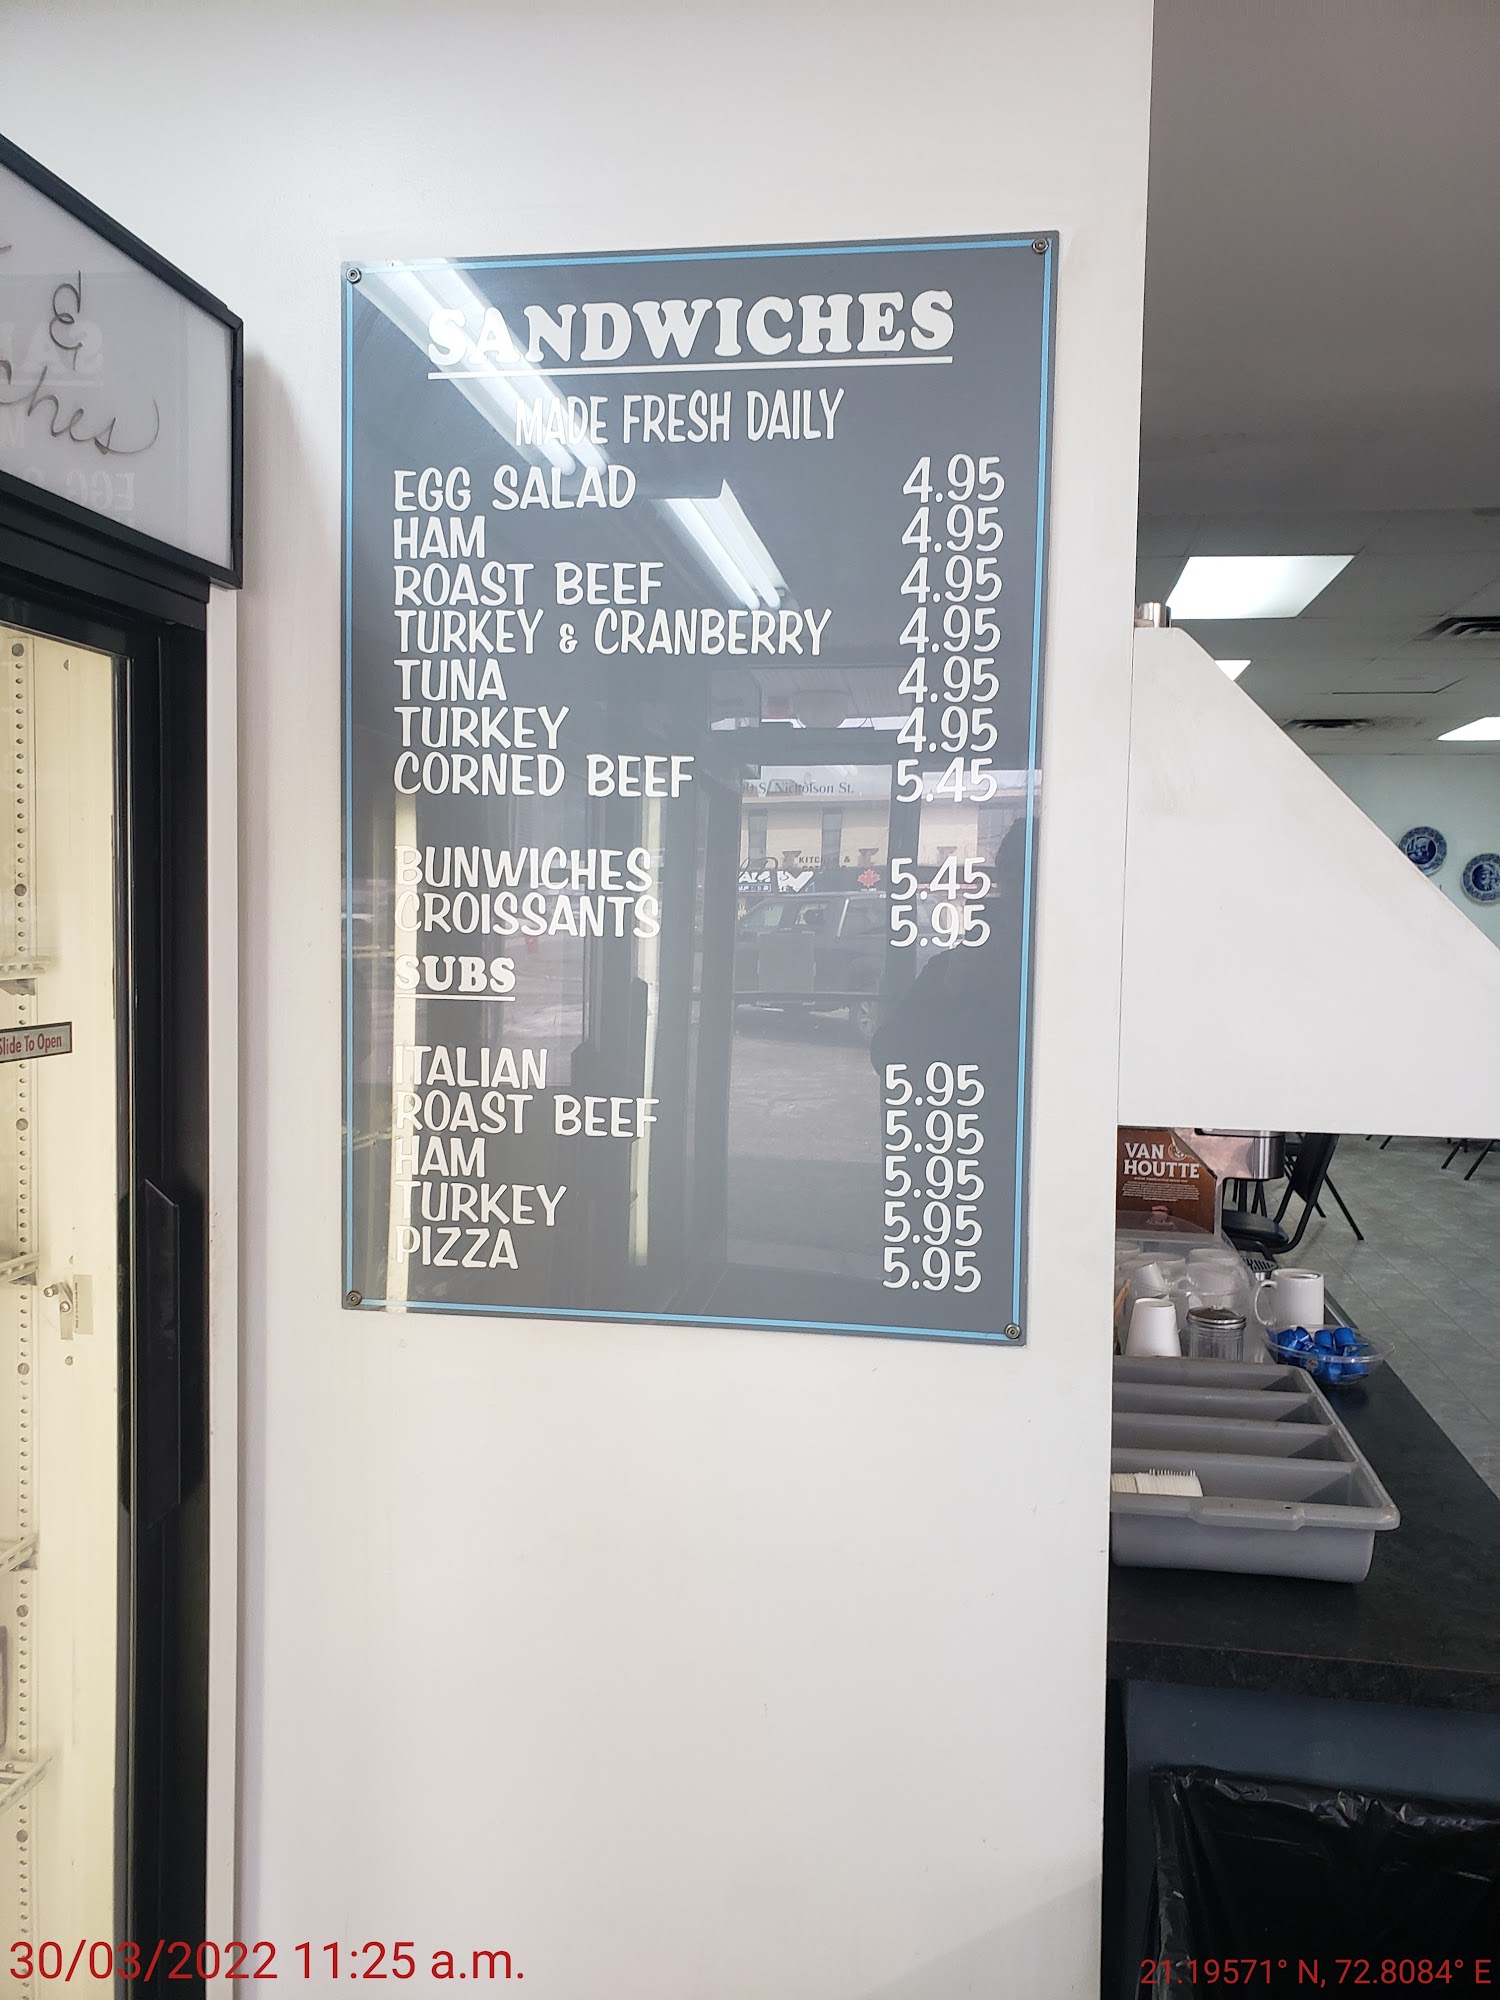 &
ches
Slide To Open
SANDWICHES
MADE FRESH DAILY
EGG SALAD 4.95
HAM 4.95
ROAST BEEF 4.95
TURKEY & CRANBERRY 4.95
TUNA 4.95
TURKEY 4.95
CORNED BEEF 5.45
S. Nicholson St.
BUNWICHES 5.45
CROISSANTS 5.95
SUBS
ITALIAN 5.95
ROAST BEEF 5.95
HAM 5.95
TURKEY 5.95
PIZZA 5.95
VAN
HOUTTE
30/03/2022 11:25 a.m.
21.19571° N, 72.8084° E